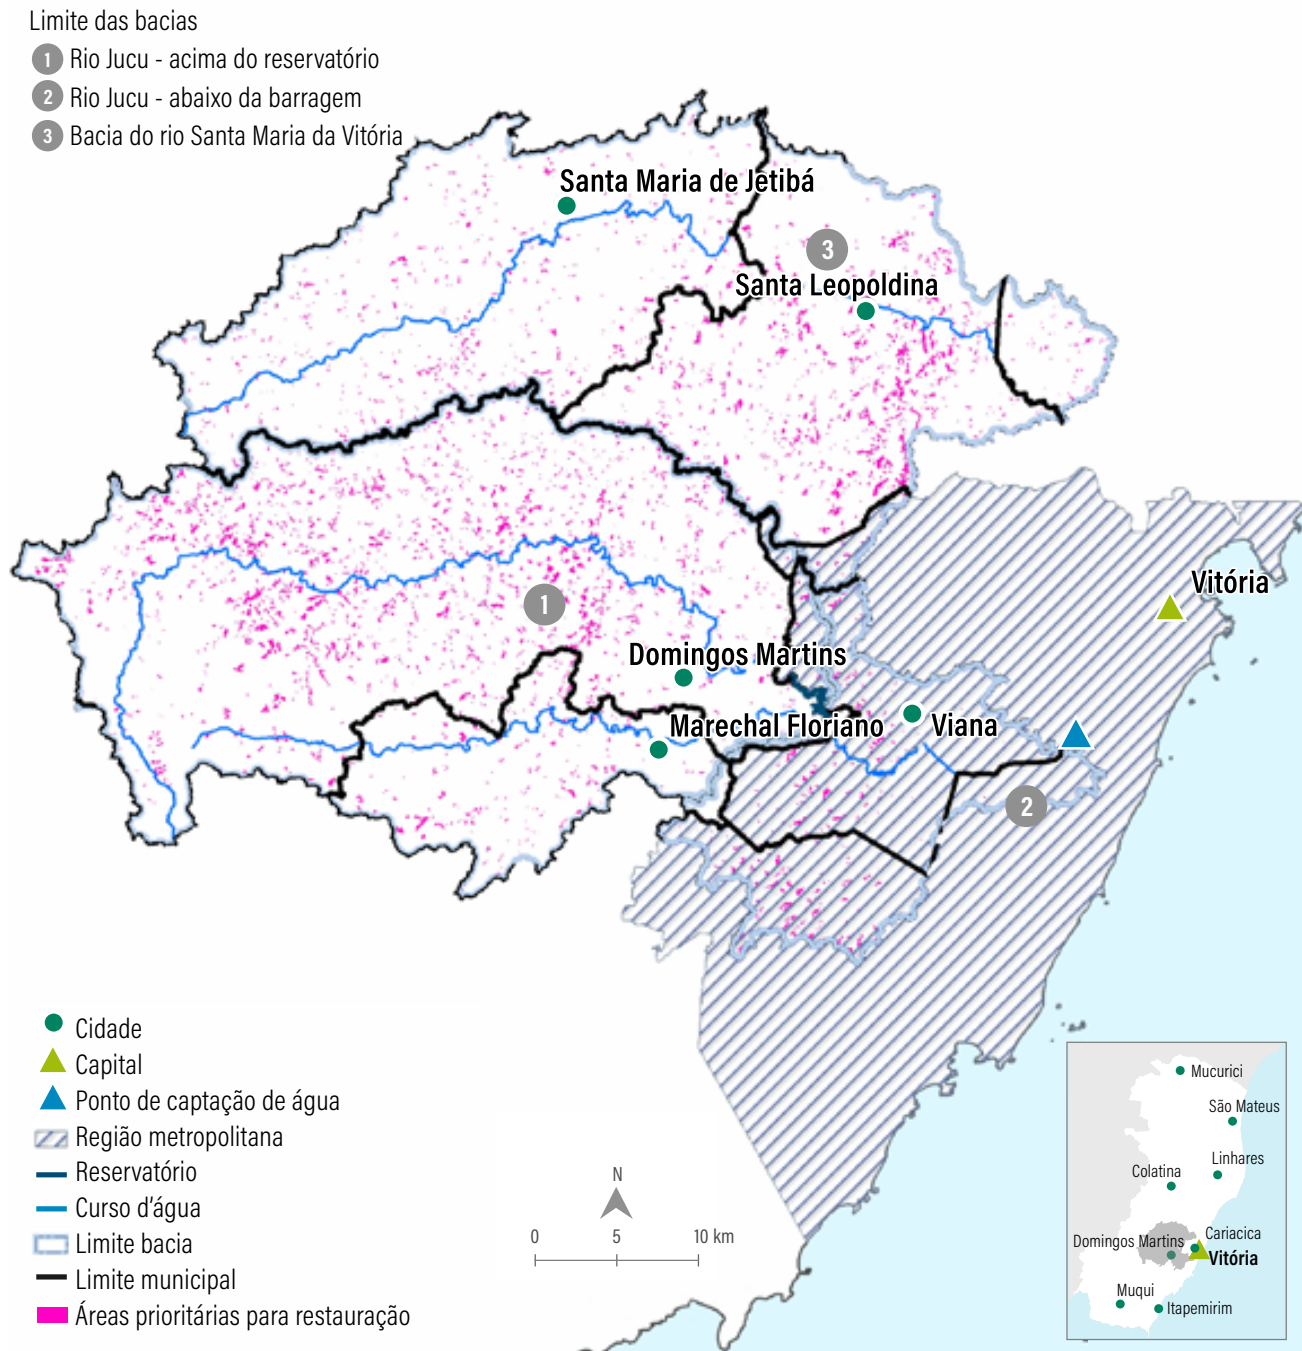 Limite das bacias
1 Rio Jucu - acima do reservatório
2 Rio Jucu - abaixo da barragem
3 Bacia do rio Santa Maria da Vitória
Santa Maria de Jetibá
3
Santa Leopoldina
Vitória
1
Domingos Martins
Marechal Floriano
Viana
2
Cidade
Capital
Ponto de captação de água
Região metropolitana
Reservatório
Curso d'água
Limite bacia
Limite municipal
Áreas prioritárias para restauração
N
0 5 10 km
Mucurici
São Mateus
Linhares
Colatina
Cariacica
Domingos Martins
Vitória
Muqui
Itapemirim